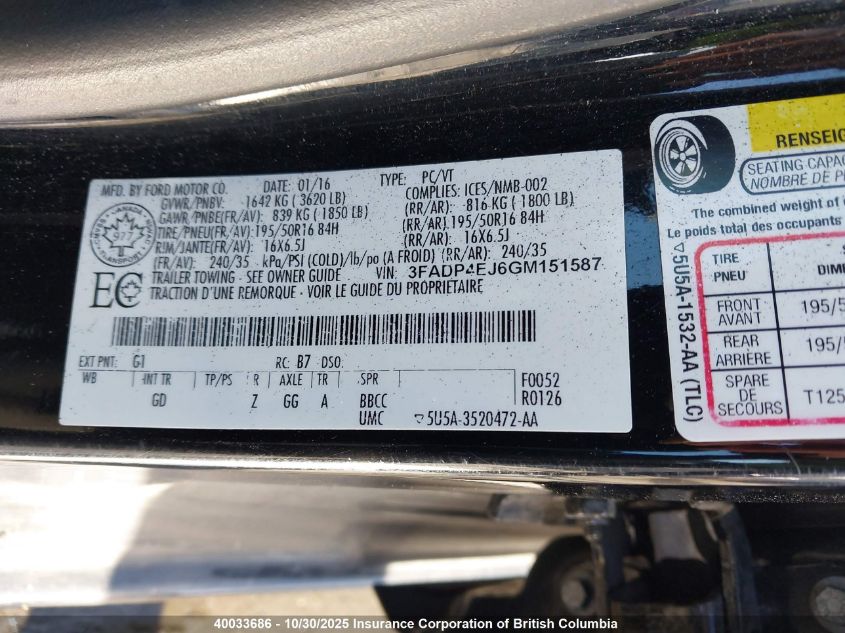 MFD. BY FORD MOTOR CO. DATE: 01/16 TYPE: PC/VT
GVWR/PNBV: 1642 KG ( 3620 LB) COMPLIES: ICES/NMB-002
GAWR/PNBE(FR/AV) 839 KG ( 1850 LB) (RR/AR): 816 KG ( 1800 LB)
TIRE/PNEU(FR/AV):195/50R16 84H (RR/AR):195/50R16 84H
RIM/JANTE(FR/AV): 16X6.5J (RR/AR): 16X6.5J
(FR/AV): 240/35 - kPa/PSI (COLD)/lb/po (A FROID) (RR/AR): 240/35
TRAILER TOWING - SEE OWNER GUIDE - VIN: 3FADP4EJ6GM151587
TRACTION D'UNE REMORQUE - VOIR LE GUIDE DU PROPRIETAIRE
CANADA
TRANSPORT
977
EC
EXT PNT: G1 RC: B7 DSO:
WB INT TR TP/PS R AXLE TR SPR F0052
GD Z GG A BBCC R0126
UMC ▽5U5A-3520472-AA
RENSEIG
SEATING CAPAC
NOMBRE DE P
The combined weight of
Le poids total des occupants
TIRE
PNEU
DIM
FRONT
AVANT
195/5
REAR
ARRIÈRE
195/5
SPARE
DE
SECOURS
T125
▽5U5A-1532-AA (TLC)
40033686 - 10/30/2025 Insurance Corporation of British Columbia